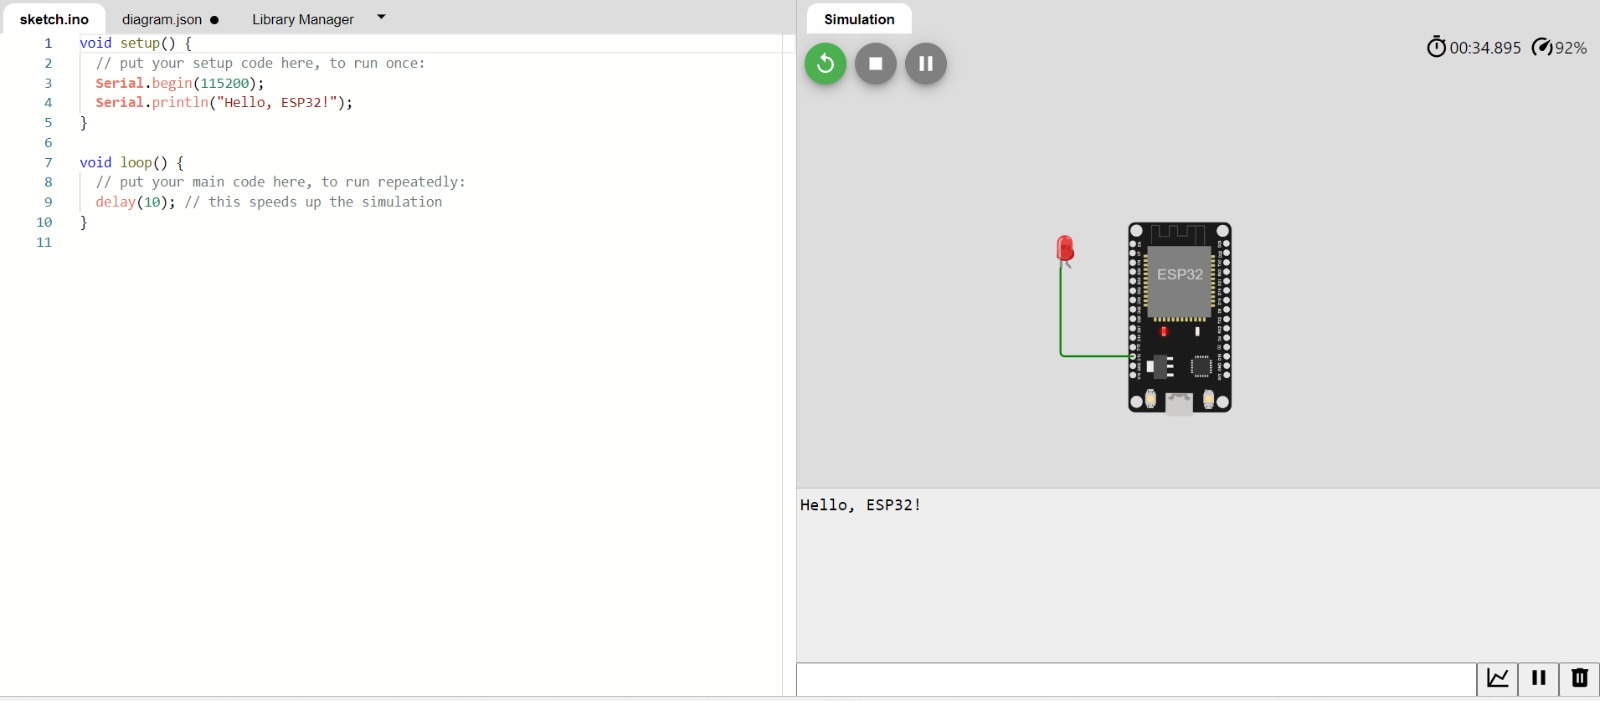 sketch.ino diagram.json ● Library Manager
1 void setup() {
2 // put your setup code here, to run once:
3 Serial.begin(115200);
4 Serial.println("Hello, ESP32!");
5 }
6
7 void loop() {
8 // put your main code here, to run repeatedly:
9 delay(10); // this speeds up the simulation
10 }
11
Simulation
00:34.895 92%
ESP32
Hello, ESP32!